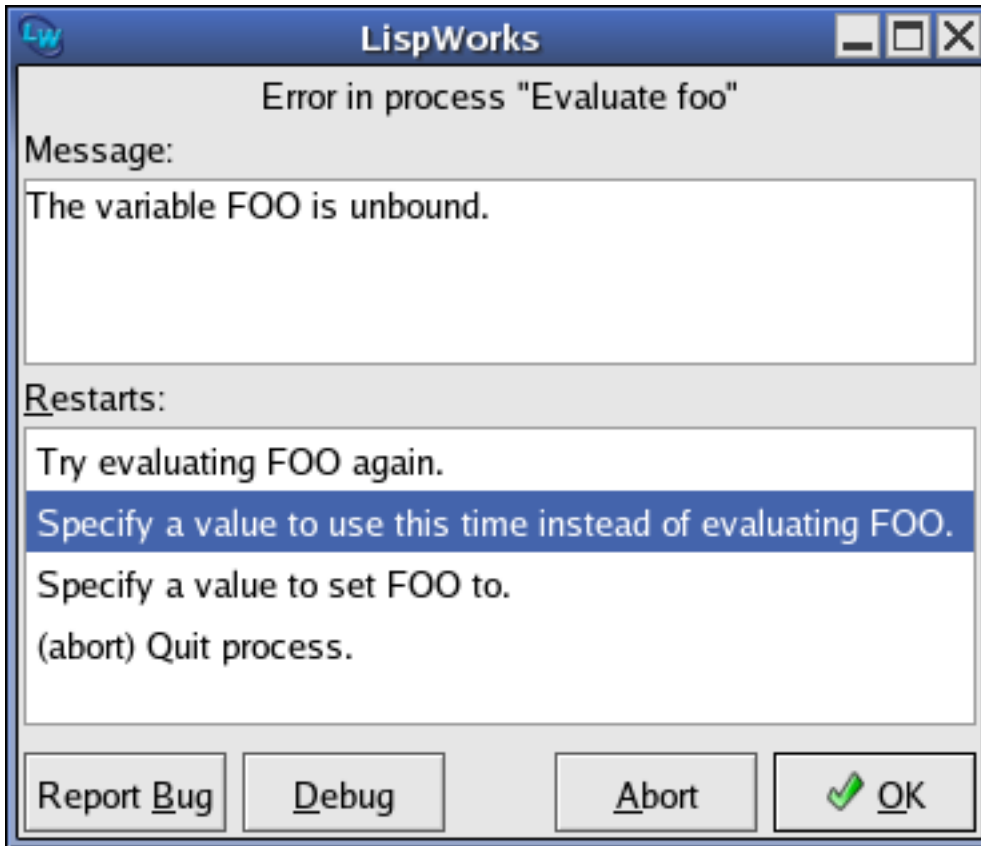 LW
LispWorks
Error in process "Evaluate foo"
Message:
The variable FOO is unbound.
Restarts:
Try evaluating FOO again.
Specify a value to use this time instead of evaluating FOO.
Specify a value to set FOO to.
(abort) Quit process.
Report Bug
Debug
Abort
OK